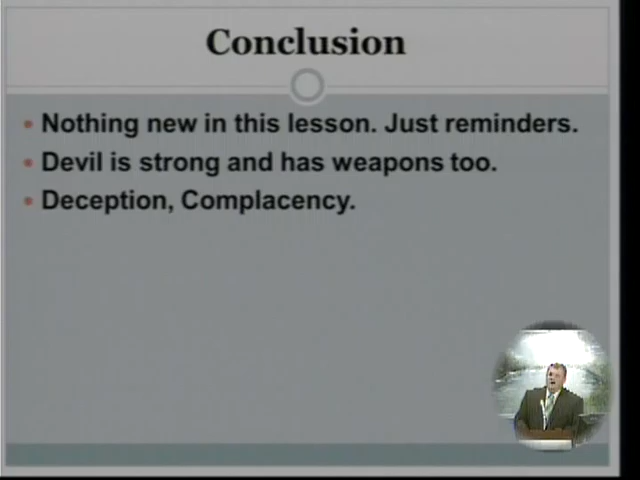 Conclusion
Nothing new in this lesson. Just reminders.
Devil is strong and has weapons too.
Deception, Complacency.